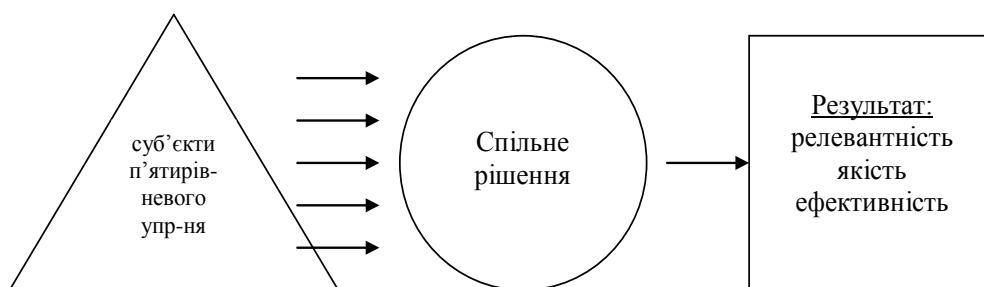 суб’єкти
п’ятирів-
невого
упр-ня
Спільне
рішення
Результат:
релевантність
якість
ефективність